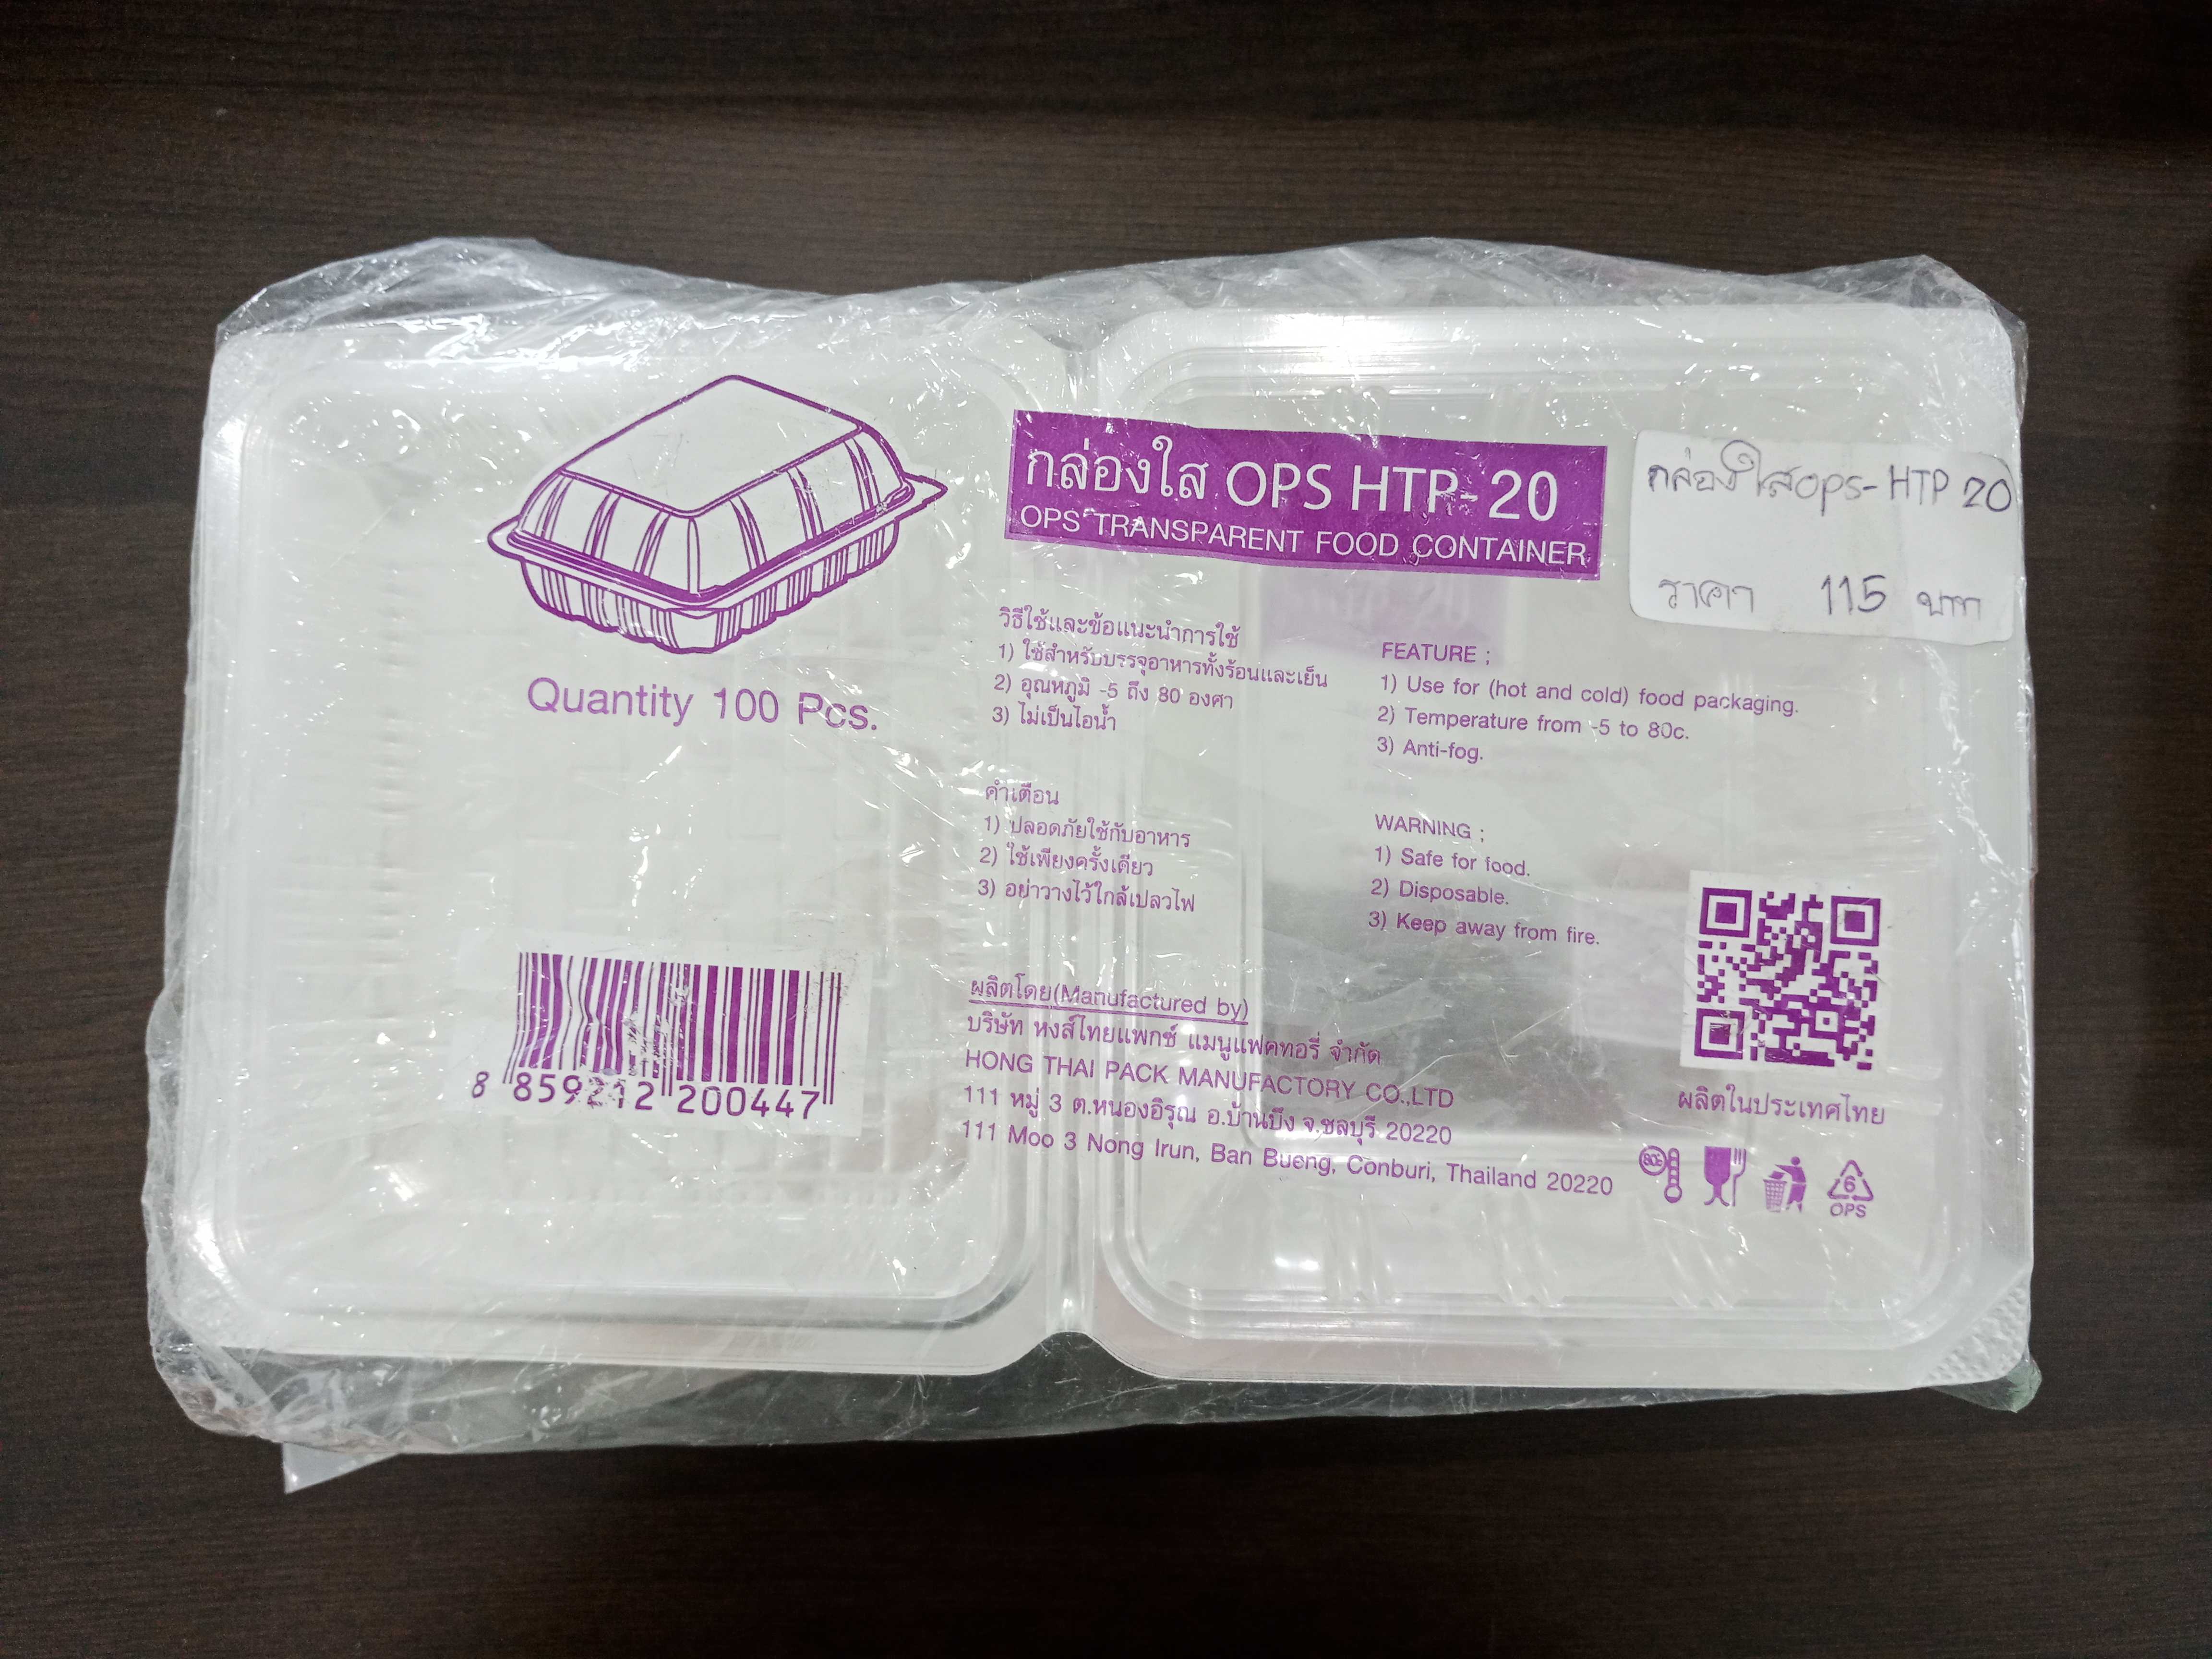 กล่องใส OPS HTP- 20
OPS TRANSPARENT FOOD CONTAINER
กล่องใสops-HTP 20
ราคา 115 บาท
Quantity 100 Pcs.
วิธีใช้และข้อแนะนำการใช้
1) ใช้สำหรับบรรจุอาหารทั้งร้อนและเย็น
2) อุณหภูมิ -5 ถึง 80 องศา
3) ไม่เป็นไอน้ำ
FEATURE ;
1) Use for (hot and cold) food packaging.
2) Temperature from -5 to 80c.
3) Anti-fog.
คำเตือน
1) ปลอดภัยใช้กับอาหาร
2) ใช้เพียงครั้งเดียว
3) อย่าวางไว้ใกล้เปลวไฟ
WARNING ;
1) Safe for food.
2) Disposable.
3) Keep away from fire.
8 859212 200447
ผลิตโดย(Manufactured by)
บริษัท หงส์ไทยแพกซ์ แมนูแฟคทอรี่ จำกัด
HONG THAI PACK MANUFACTORY CO.,LTD
111 หมู่ 3 ต.หนองอิรุณ อ.บ้านบึง จ.ชลบุรี 20220
111 Moo 3 Nong Irun, Ban Bueng, Conburi, Thailand 20220
ผลิตในประเทศไทย
6
OPS